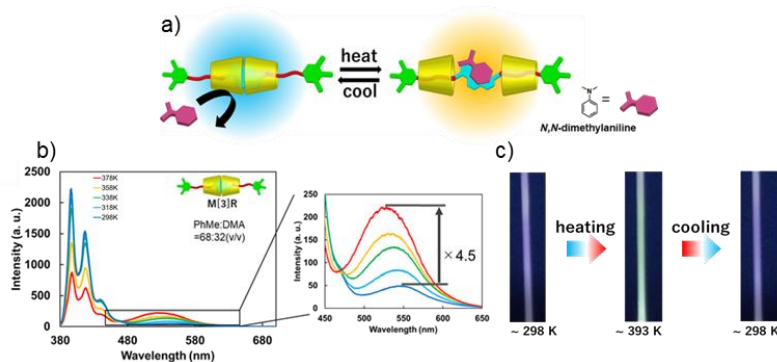 a)
heat
cool
N
=
N,N-dimethylaniline
b)
2500
2000
1500
1000
500
0
Intensity (a. u.)
380
480
580
680
Wavelength (nm)
378K
358K
338K
318K
298K
M[3]R
PhMe:DMA
=68:32(v/v)
250
200
150
100
50
0
Intensity (a. u.)
450
500
550
600
650
wavelength (nm)
×4.5
c)
heating
cooling
~ 298 K
~ 393 K
~ 298 K